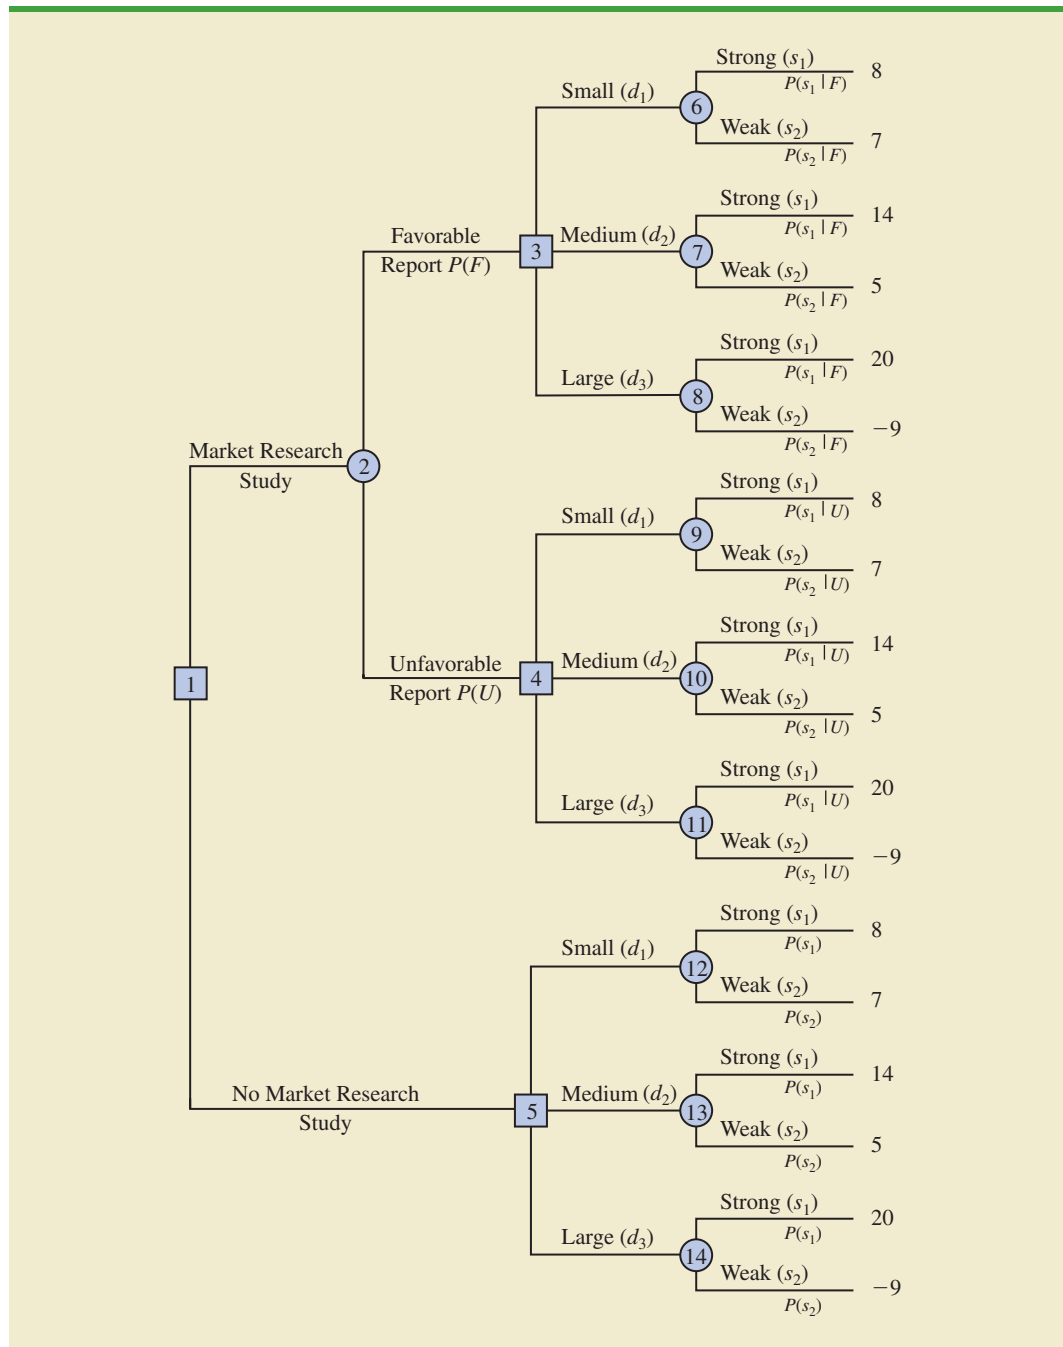 Strong (s₁)
8
P(s₁ | F)
Small (d₁)
6
Weak (s₂)
7
P(s₂ | F)
Strong (s₁)
14
P(s₁ | F)
Favorable
Report P(F)
3
Medium (d₂)
7
Weak (s₂)
5
P(s₂ | F)
Strong (s₁)
20
P(s₁ | F)
Large (d₃)
8
Weak (s₂)
−9
P(s₂ | F)
Market Research
Study
2
Strong (s₁)
8
P(s₁ | U)
Small (d₁)
9
Weak (s₂)
7
P(s₂ | U)
Strong (s₁)
14
P(s₁ | U)
1
Unfavorable
Report P(U)
4
Medium (d₂)
10
Weak (s₂)
5
P(s₂ | U)
Strong (s₁)
20
P(s₁ | U)
Large (d₃)
11
Weak (s₂)
−9
P(s₂ | U)
Strong (s₁)
8
P(s₁)
Small (d₁)
12
Weak (s₂)
7
P(s₂)
Strong (s₁)
14
P(s₁)
No Market Research
Study
5
Medium (d₂)
13
Weak (s₂)
5
P(s₂)
Strong (s₁)
20
P(s₁)
Large (d₃)
14
Weak (s₂)
−9
P(s₂)